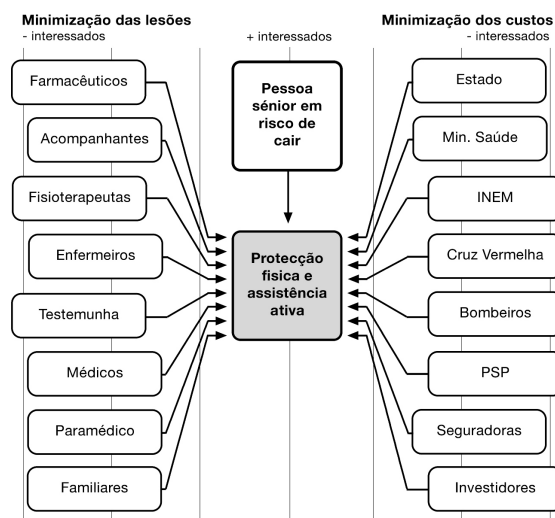 Minimização das lesões
- interessados
+ interessados
Minimização dos custos
- interessados
Farmacêuticos
Acompanhantes
Fisioterapeutas
Enfermeiros
Testemunha
Médicos
Paramédico
Familiares
Pessoa
sénior em
risco de
cair
Protecção
fisica e
assistência
ativa
Estado
Min. Saúde
INEM
Cruz Vermelha
Bombeiros
PSP
Seguradoras
Investidores